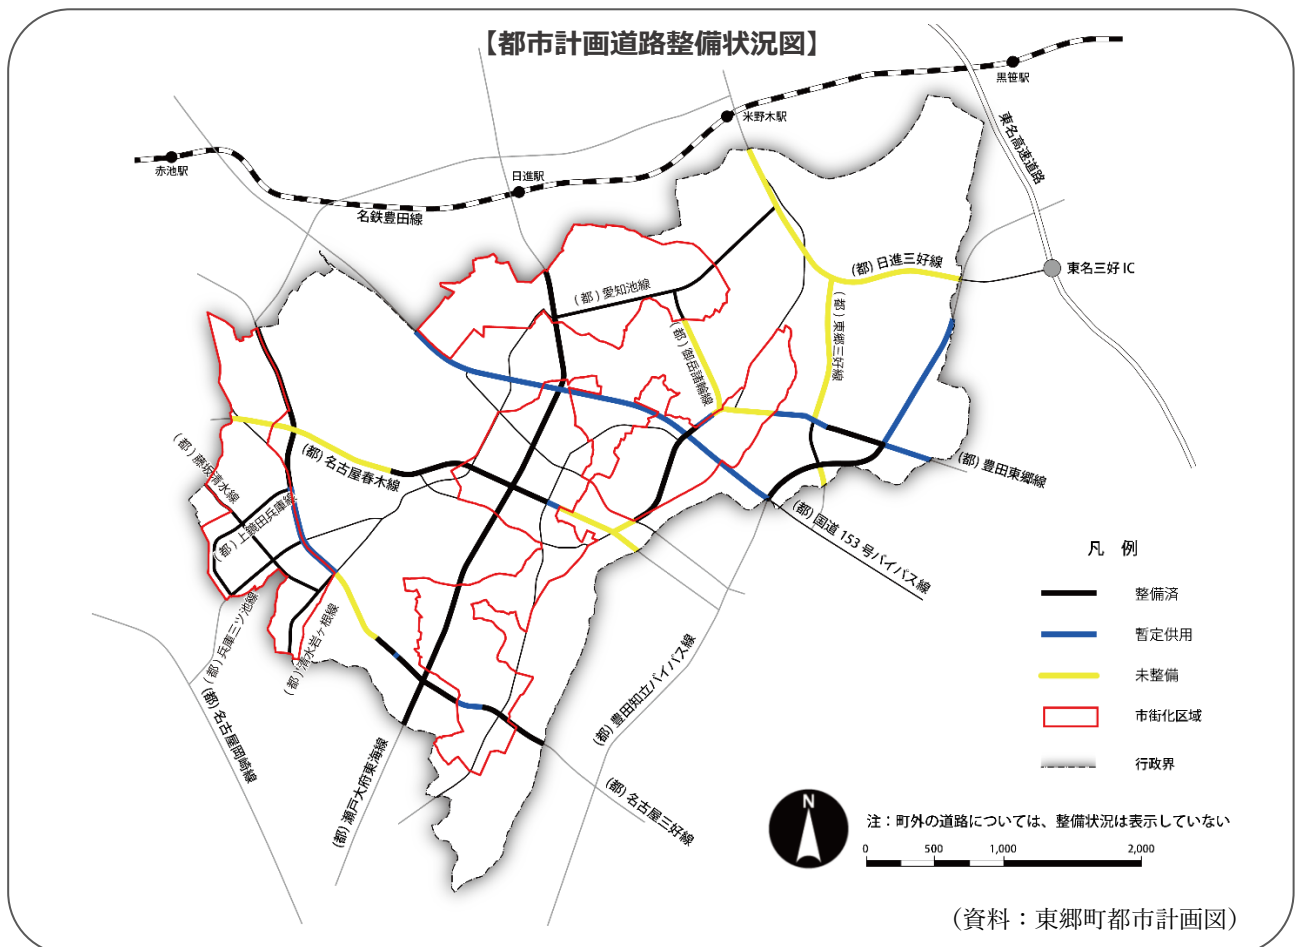 【都市計画道路整備状況図】
黒笹駅
米野木駅
東名高速道路
赤池駅
日進駅
名鉄豊田線
(都)日進三好線
東名三好 IC
(都)愛知池線
(都)東郷三好線
(都)御岳諸輪線
(都)名古屋春木線
(都)藤坂清水線
(都)豊田東郷線
(都)上鏡田兵庫線
(都)国道 153 号バイパス線
凡 例
整備済
(都)兵庫三ツ池線
(都)清水岩ケ根線
暫定供用
(都)豊田知立バイパス線
未整備
(都)名古屋岡崎線
市街化区域
(都)瀬戸大府東海線
行政界
(都)名古屋三好線
N
注：町外の道路については、整備状況は表示していない
0 500 1,000 2,000
（資料：東郷町都市計画図）